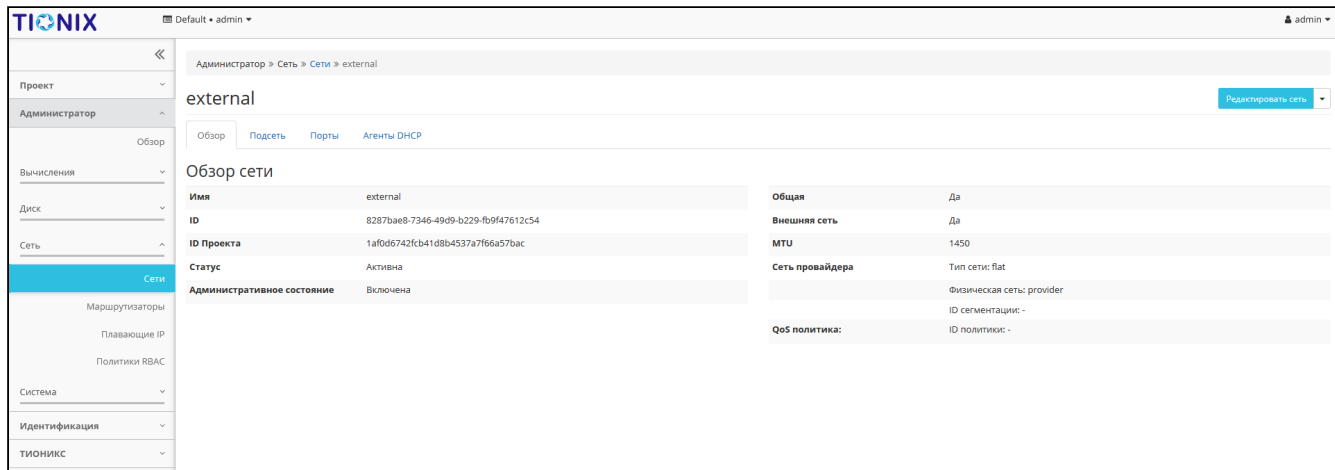 TIONIX
Default • admin
admin
Администратор » Сеть » Сети » external
Проект
Администратор
Обзор
Вычисления
Диск
Сеть
Сети
Маршрутизаторы
Плавающие IP
Политики RBAC
Система
Идентификация
ТИОНИКС
external
Редактировать сеть
Обзор Подсеть Порты Агенты DHCP
Обзор сети
Имя external
ID 8287bae8-7346-49d9-b229-fb9f47612c54
ID Проекта 1af0d6742fcb41d8b4537a7f66a57bac
Статус Активна
Административное состояние Включена
Общая Да
Внешняя сеть Да
MTU 1450
Сеть провайдера Тип сети: flat
Физическая сеть: provider
ID сегментации: -
QoS политика: ID политики: -